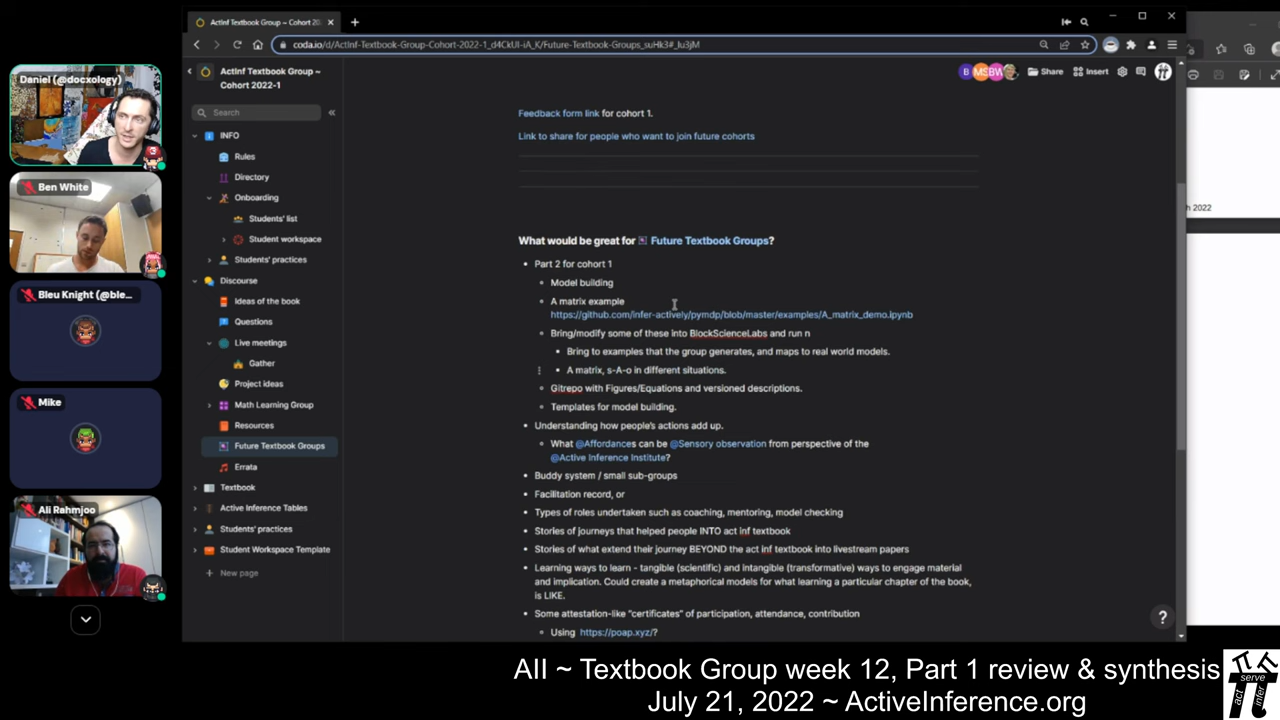 Daniel (@docxology)
Ben White
Bleu Knight (@ble...
Mike
Ali Rahmjoo
ActInf Textbook Group ~ Cohort 20
coda.io/d/ActInf-Textbook-Group-Cohort-2022-1_d4CkUI-iA_K/Future-Textbook-Groups_suHk3#_lu3jM
ActInf Textbook Group ~
Cohort 2022-1
Share
Insert
Search
INFO
Rules
Directory
Onboarding
Students' list
Student workspace
Students' practices
Discourse
Ideas of the book
Questions
Live meetings
Gather
Project ideas
Math Learning Group
Resources
Future Textbook Groups
Errata
Textbook
Active Inference Tables
Students' practices
Student Workspace Template
New page
Feedback form link for cohort 1.
Link to share for people who want to join future cohorts
What would be great for Future Textbook Groups?
Part 2 for cohort 1
Model building
A matrix example
https://github.com/infer-actively/pymdp/blob/master/examples/A_matrix_demo.ipynb
Bring/modify some of these into BlockScienceLabs and run n
Bring to examples that the group generates, and maps to real world models.
A matrix, s-A-o in different situations.
Gitrepo with Figures/Equations and versioned descriptions.
Templates for model building.
Understanding how people's actions add up.
What @Affordances can be @Sensory observation from perspective of the
@Active Inference Institute?
Buddy system / small sub-groups
Facilitation record, or
Types of roles undertaken such as coaching, mentoring, model checking
Stories of journeys that helped people INTO act inf textbook
Stories of what extend their journey BEYOND the act inf textbook into livestream papers
Learning ways to learn - tangible (scientific) and intangible (transformative) ways to engage material
and implication. Could create a metaphorical models for what learning a particular chapter of the book,
is LIKE.
Some attestation-like "certificates" of participation, attendance, contribution
Using https://poap.xyz/?
h 2022
AII ~ Textbook Group week 12, Part 1 review & synthesis
July 21, 2022 ~ ActiveInference.org
serve
act
infer